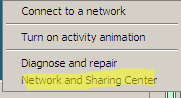 Connect to a network
Turn on activity animation
Diagnose and repair
Network and Sharing Center